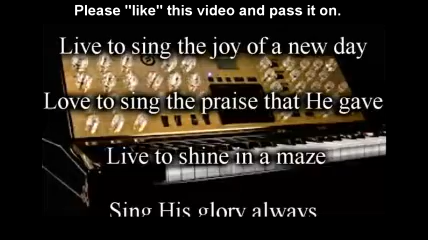 Please "like" this video and pass it on.
Live to sing the joy of a new day
Love to sing the praise that He gave
Live to shine in a maze
Sing His glory always